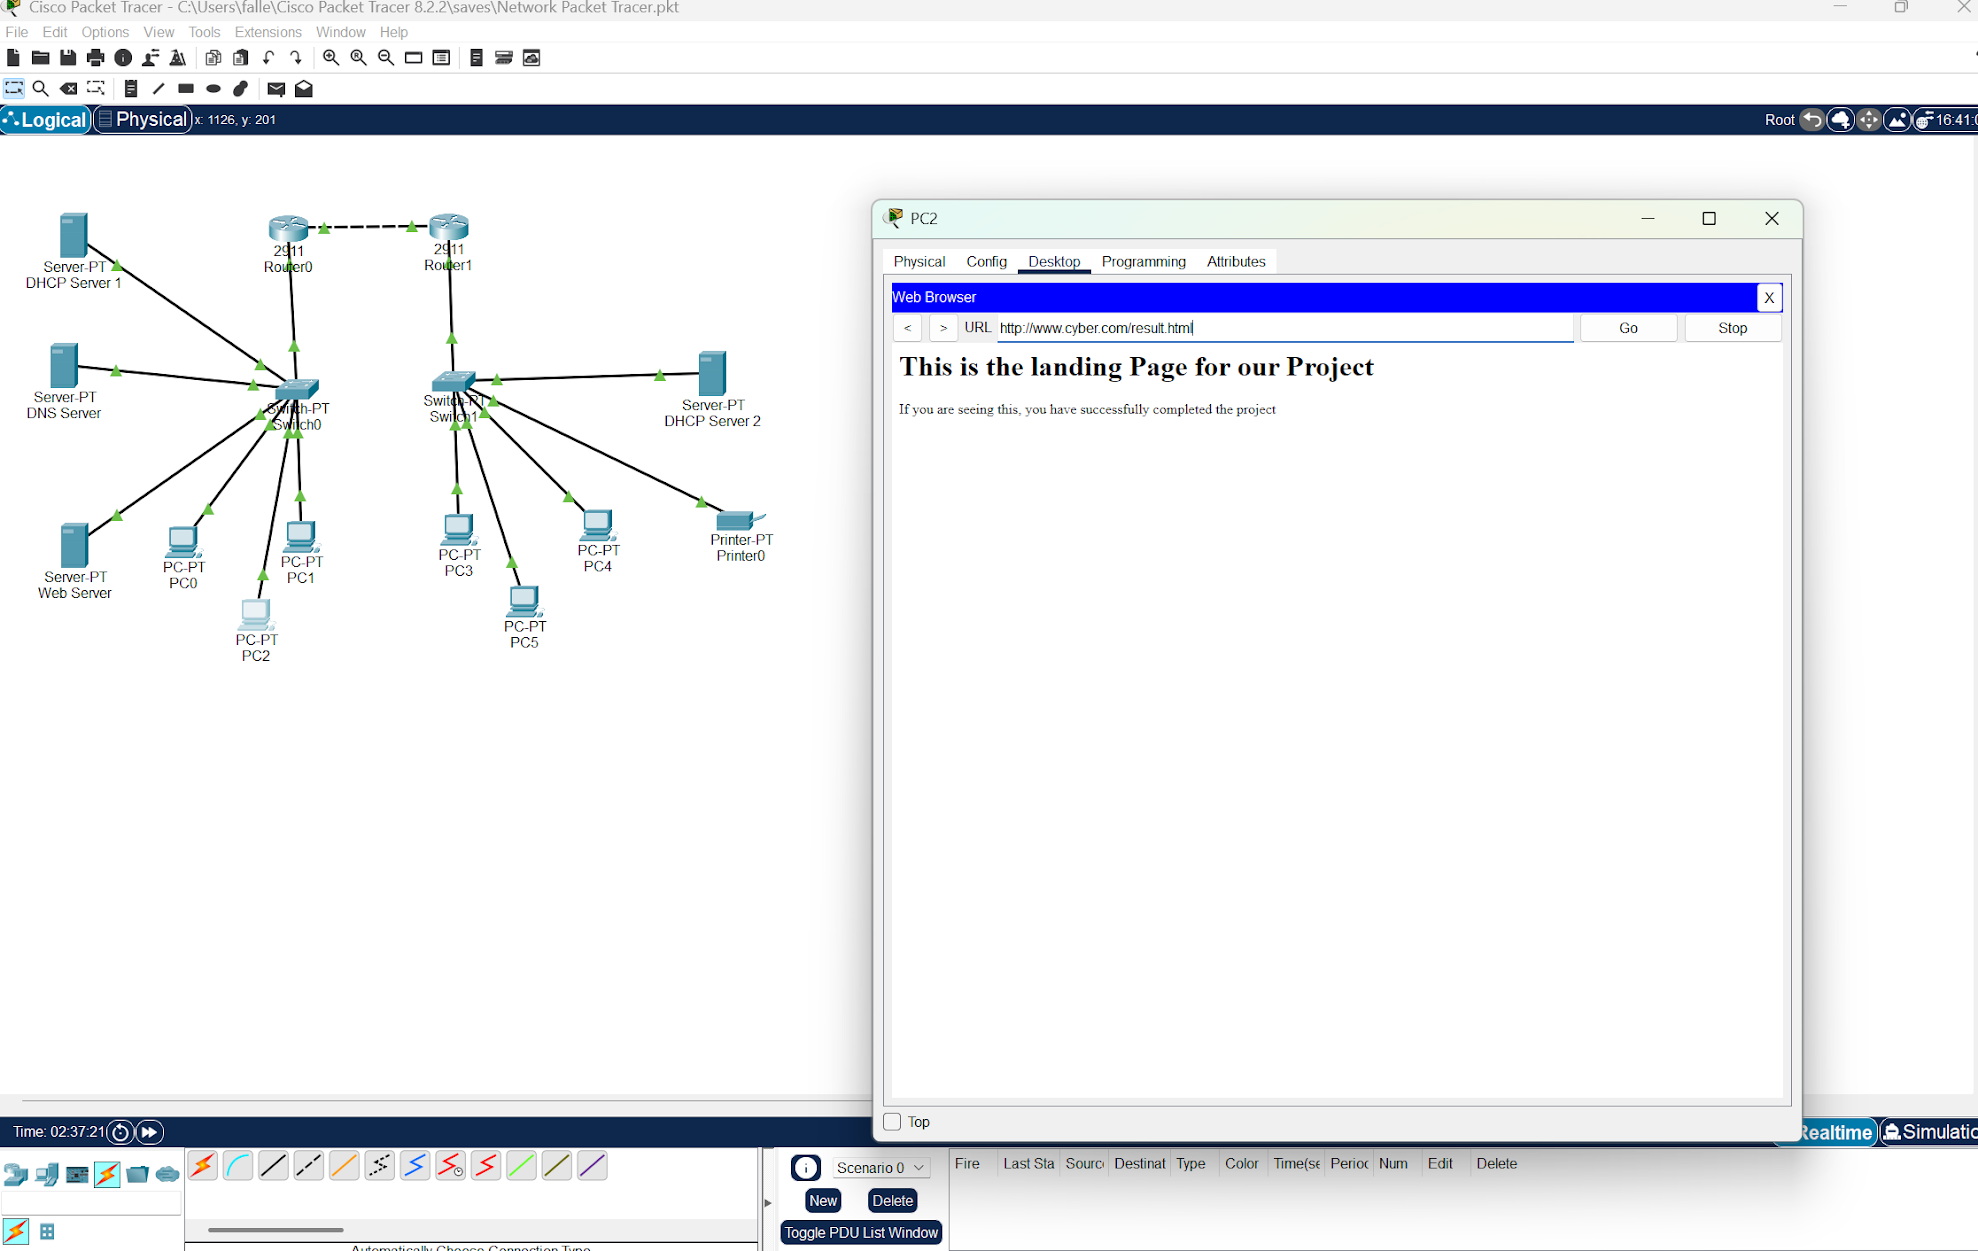 Cisco Packet Tracer - C:\Users\falle\Cisco Packet Tracer 8.2.2\saves\Network Packet Tracer.pkt
File Edit Options View Tools Extensions Window Help
Logical Physical x: 1126, y: 201 Root 16:41:0
PC2
Physical Config Desktop Programming Attributes
Web Browser X
< > URL http://www.cyber.com/result.html Go Stop
This is the landing Page for our Project
If you are seeing this, you have successfully completed the project
Top
Server-PT
DHCP Server 1
2911
Router0
2911
Router1
Server-PT
DNS Server
Switch-PT
Switch0
Switch-PT
Switch1
Server-PT
DHCP Server 2
Server-PT
Web Server
PC-PT
PC0
PC-PT
PC1
PC-PT
PC2
PC-PT
PC3
PC-PT
PC4
PC-PT
PC5
Printer-PT
Printer0
Time: 02:37:21 Realtime Simulatio
Scenario 0
New Delete
Toggle PDU List Window
Fire Last Sta Sourc Destinat Type Color Time(se Perioc Num Edit Delete
Automatically Choose Connection Type